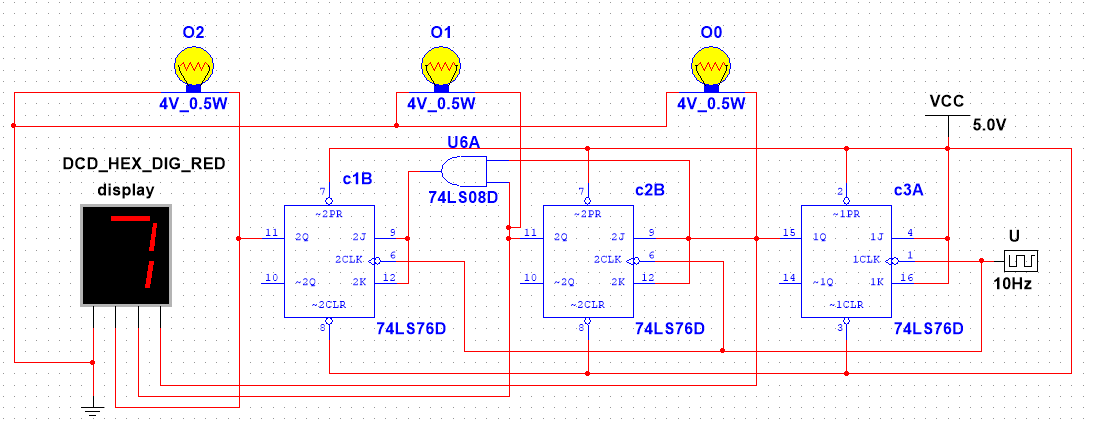 O2
O1
O0
4V_0.5W
4V_0.5W
4V_0.5W
VCC
5.0V
U6A
74LS08D
DCD_HEX_DIG_RED
display
7
c1B
7
c2B
2
c3A
~2PR
~2PR
~1PR
11
2Q
2J
9
11
2Q
2J
9
15
1Q
1J
4
2CLK
6
2CLK
6
1CLK
1
U
10Hz
10
~2Q
2K
12
10
~2Q
2K
12
14
~1Q
1K
16
~2CLR
~2CLR
~1CLR
8
74LS76D
8
74LS76D
3
74LS76D
7